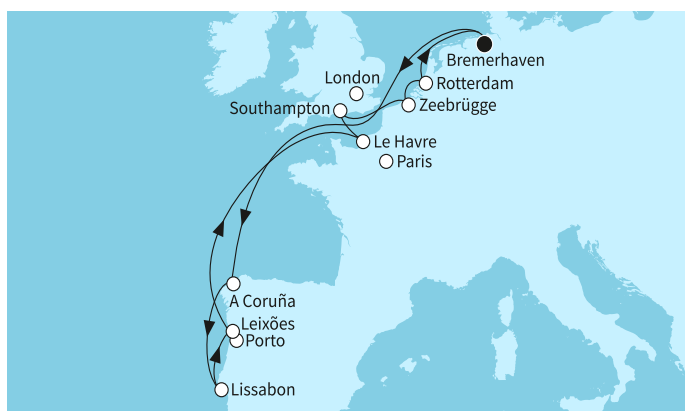 Bremerhaven
London
Rotterdam
Southampton
Zeebrügge
Le Havre
Paris
A Coruña
Leixões
Porto
Lissabon